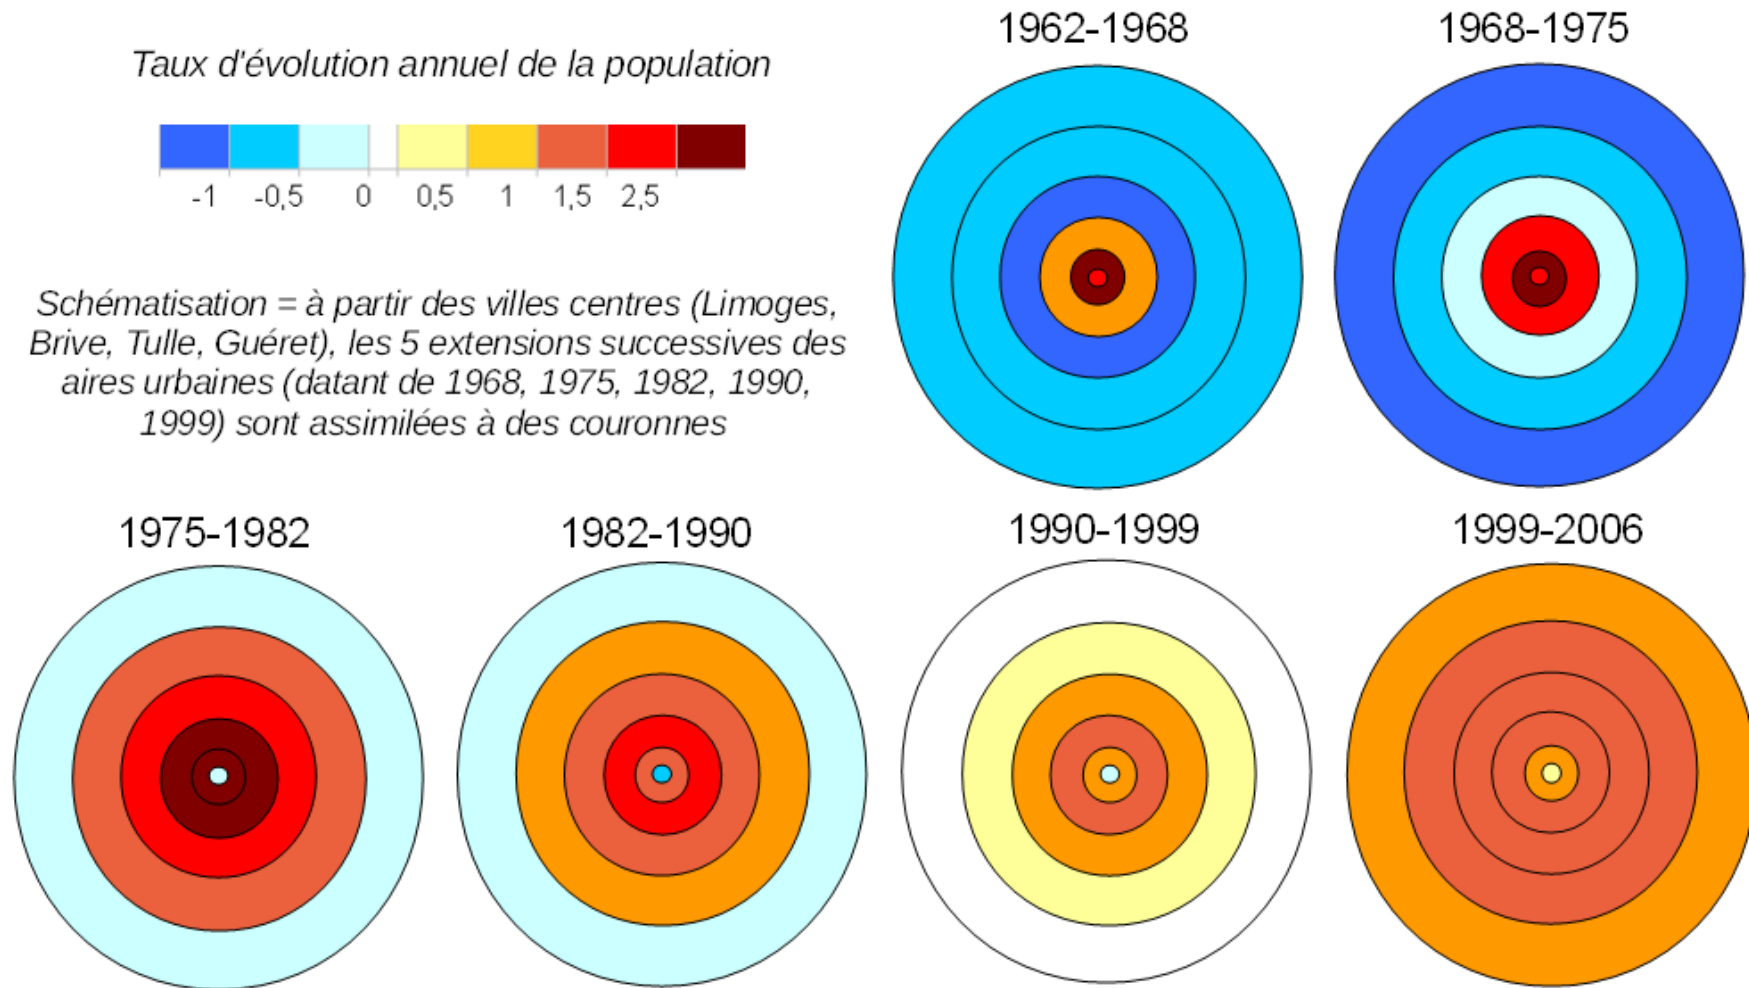 Taux d'évolution annuel de la population
-1 -0,5 0 0,5 1 1,5 2,5
Schématisation = à partir des villes centres (Limoges,
Brive, Tulle, Guéret), les 5 extensions successives des
aires urbaines (datant de 1968, 1975, 1982, 1990,
1999) sont assimilées à des couronnes
1962-1968
1968-1975
1975-1982
1982-1990
1990-1999
1999-2006